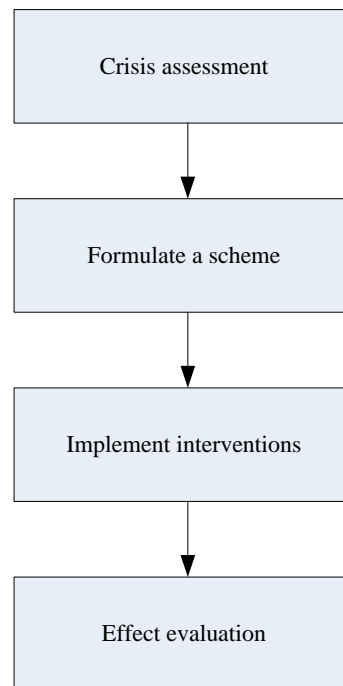 Crisis assessment
Formulate a scheme
Implement interventions
Effect evaluation